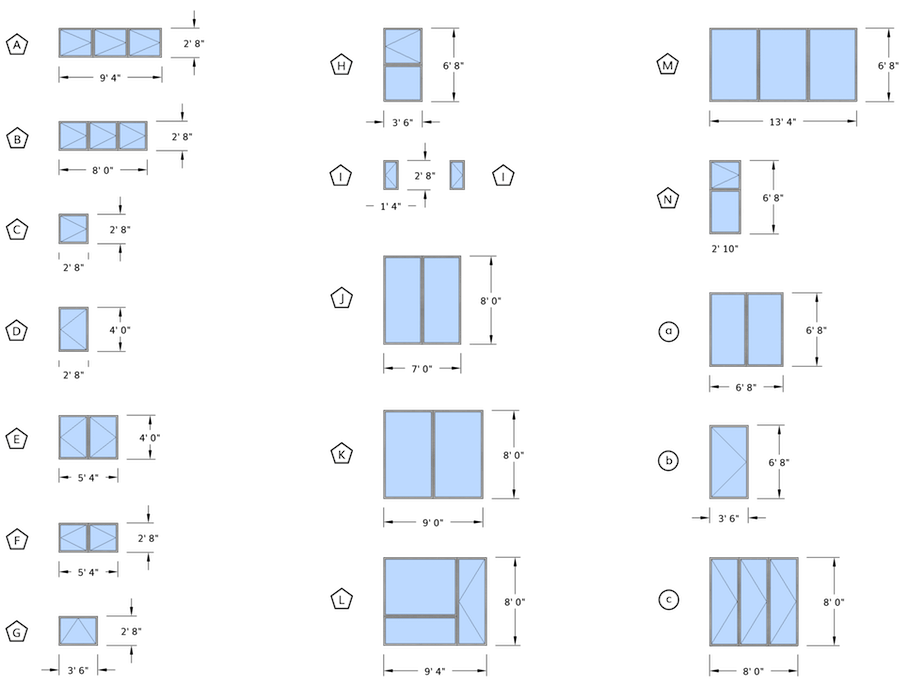 A
2' 8"
9' 4"
B
2' 8"
8' 0"
C
2' 8"
2' 8"
D
4' 0"
2' 8"
E
4' 0"
5' 4"
F
2' 8"
5' 4"
G
2' 8"
3' 6"
H
6' 8"
3' 6"
I
2' 8"
I
1' 4"
J
8' 0"
7' 0"
K
8' 0"
9' 0"
L
8' 0"
9' 4"
M
6' 8"
13' 4"
N
6' 8"
2' 10"
a
6' 8"
6' 8"
b
6' 8"
3' 6"
c
8' 0"
8' 0"